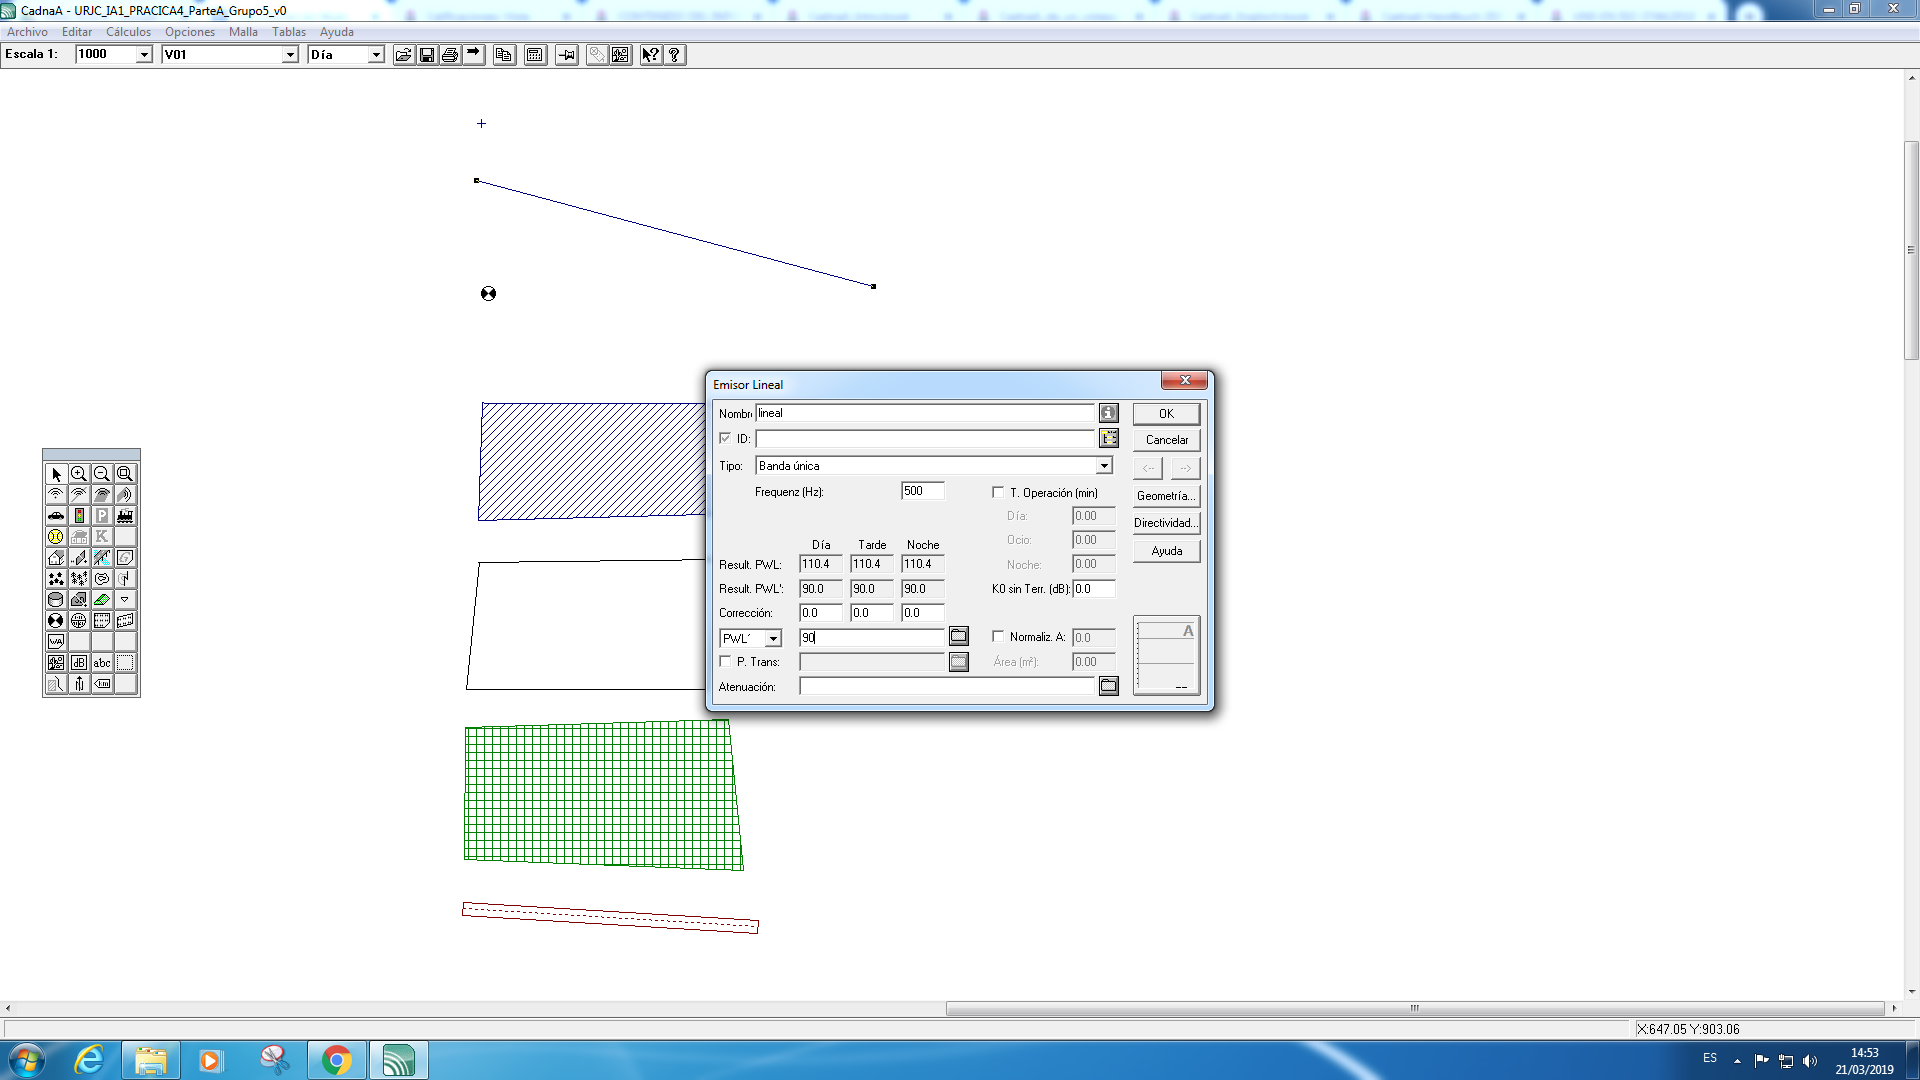 CadnaA - URJC_IA1_PRACICA4_ParteA_Grupo5_v0
Archivo Editar Cálculos Opciones Malla Tablas Ayuda
Escala 1: 1000 V01 Día
Emisor Lineal
Nombre lineal
OK
ID:
Cancelar
Tipo: Banda única
Frequenz (Hz): 500
T. Operación (min)
Geometría...
Día: 0.00
Directividad...
Ocio: 0.00
Día Tarde Noche
Ayuda
Result. PWL: 110.4 110.4 110.4
Noche: 0.00
Result. PWL': 90.0 90.0 90.0
K0 sin Terr. (dB): 0.0
Corrección: 0.0 0.0 0.0
PWL' 90
Normaliz. A: 0.0
A
P. Trans:
Área (m²): 0.00
--
Atenuación:
P
K
WA
dB abc
X:647.05 Y:903.06
ES
14:53
21/03/2019